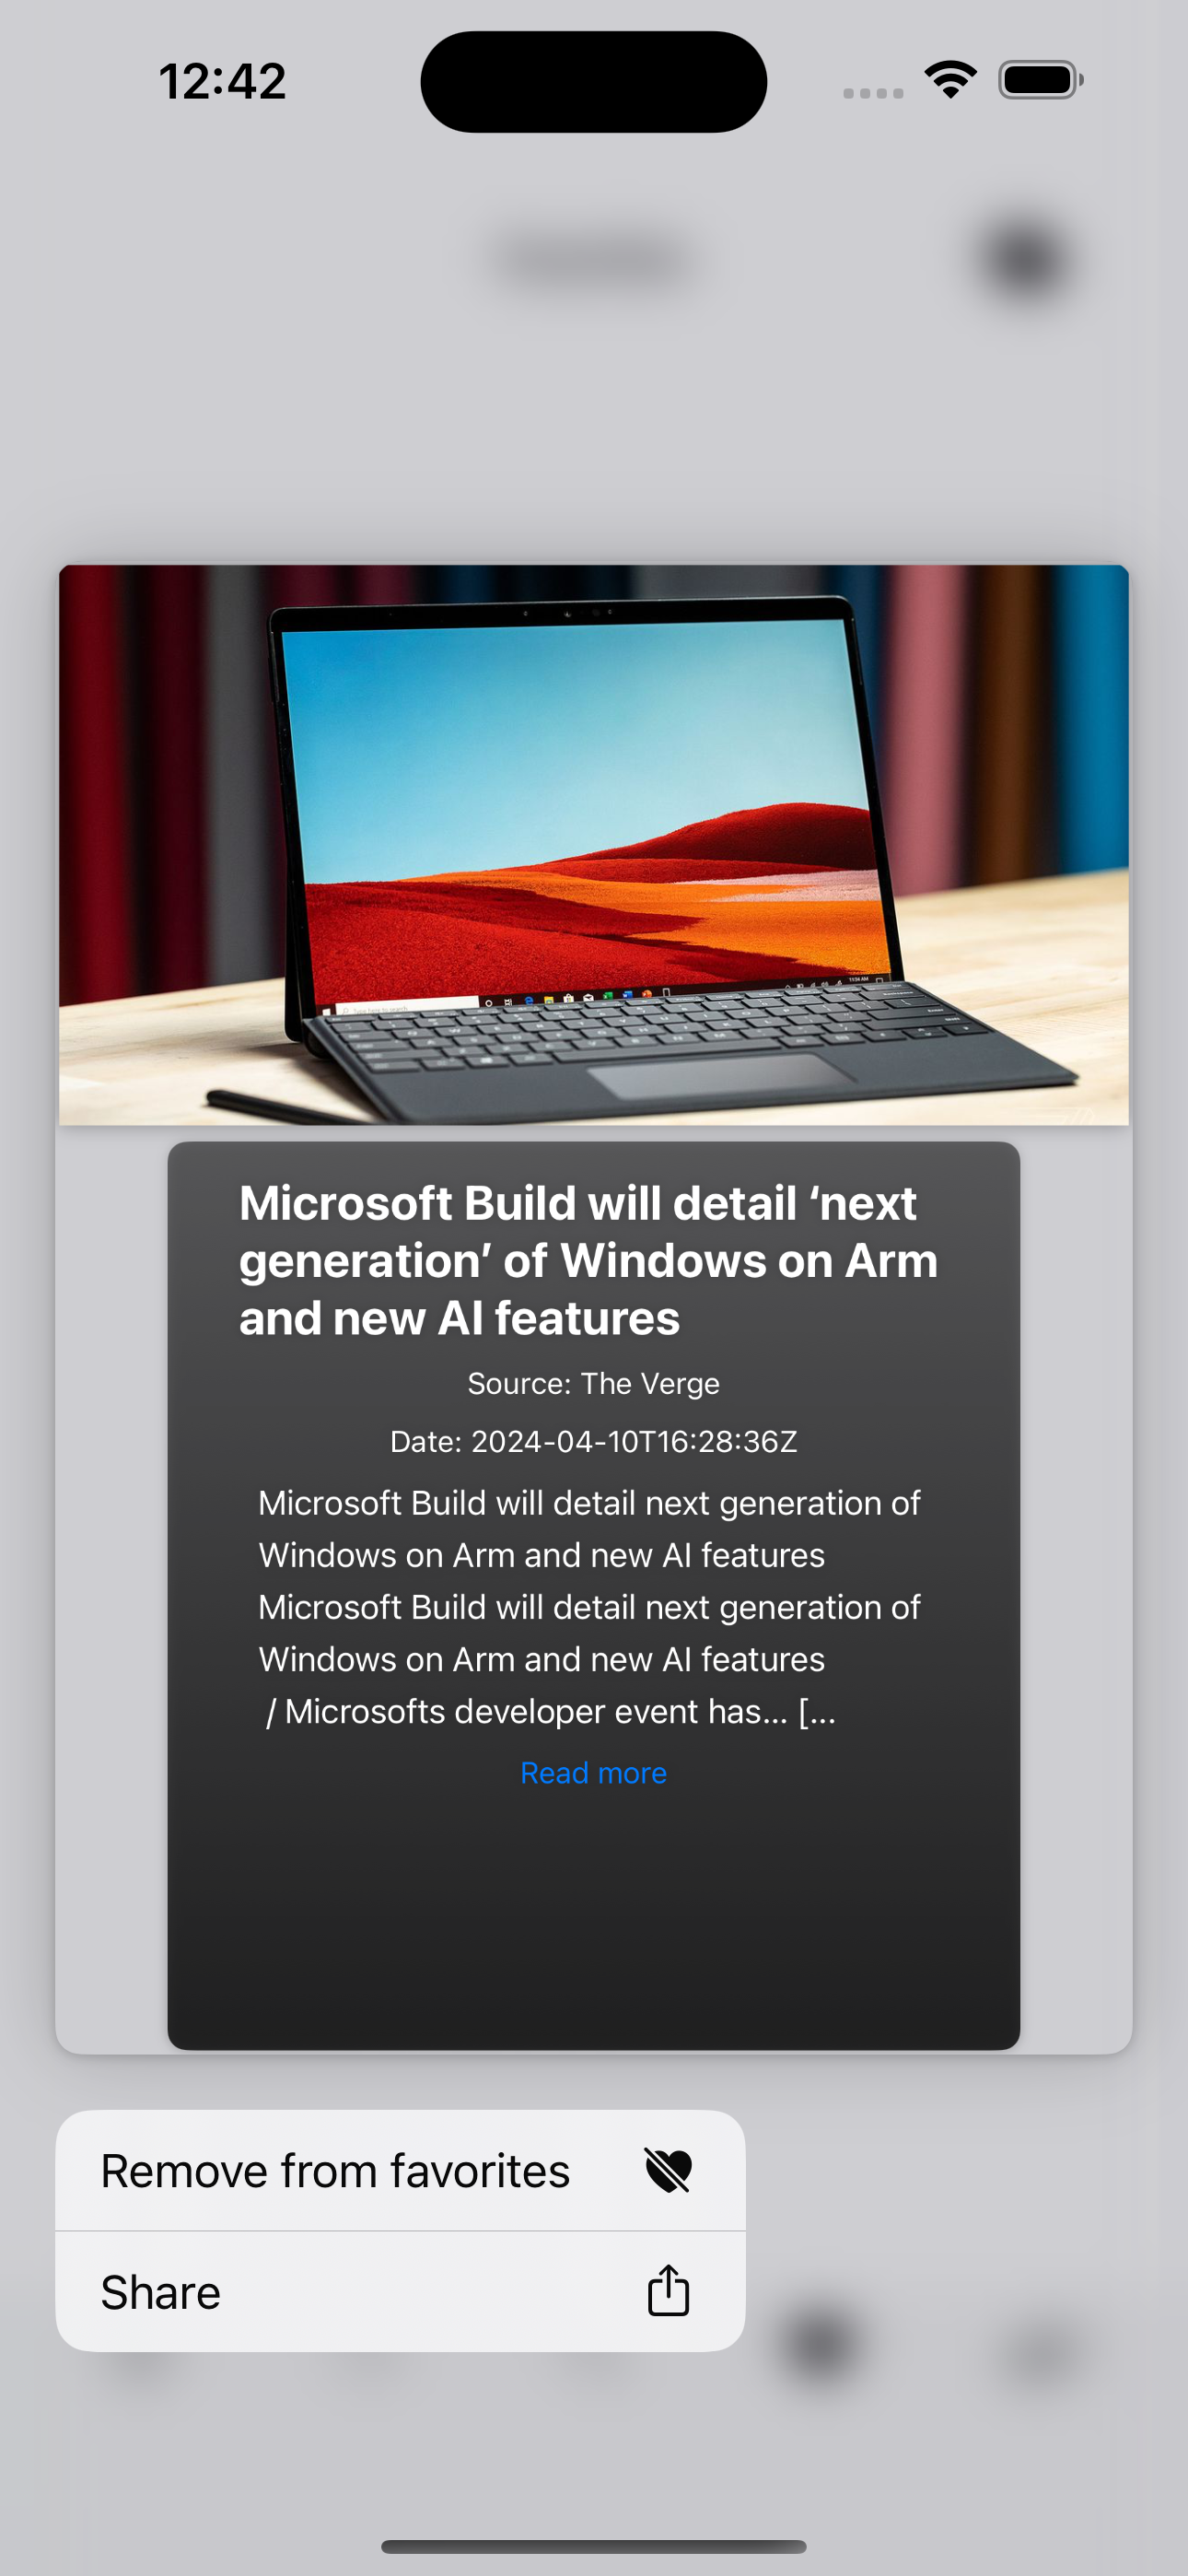 12:42
Microsoft Build will detail ‘next
generation’ of Windows on Arm
and new AI features
Source: The Verge
Date: 2024-04-10T16:28:36Z
Microsoft Build will detail next generation of
Windows on Arm and new AI features
Microsoft Build will detail next generation of
Windows on Arm and new AI features
/ Microsofts developer event has... [...
Read more
Remove from favorites
Share